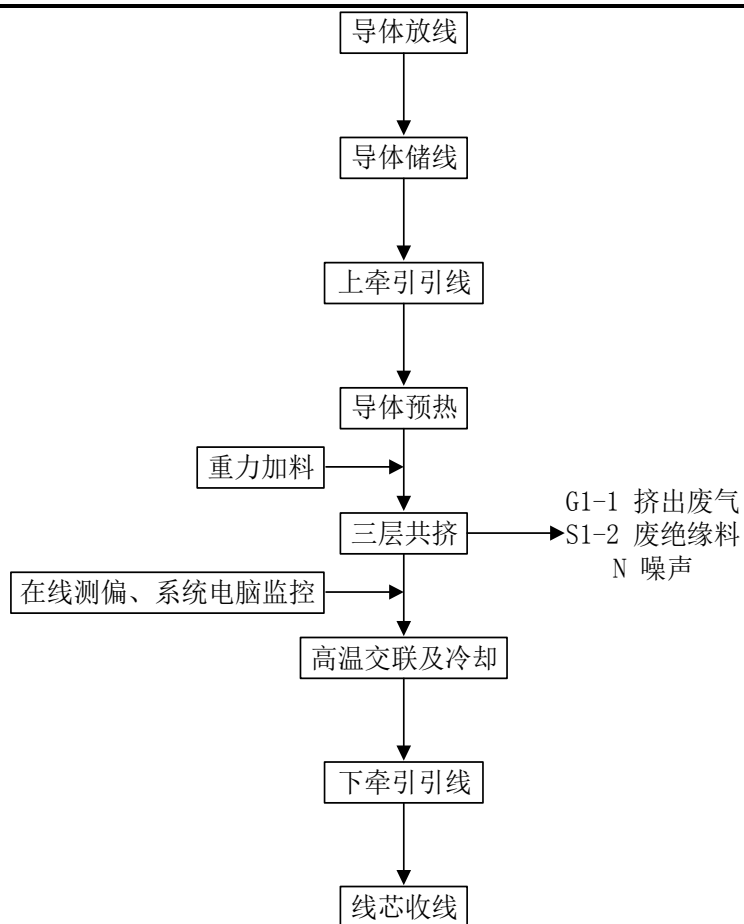 导体放线
导体储线
上牵引引线
导体预热
重力加料
三层共挤
G1-1 挤出废气
S1-2 废绝缘料
N 噪声
在线测偏、系统电脑监控
高温交联及冷却
下牵引引线
线芯收线